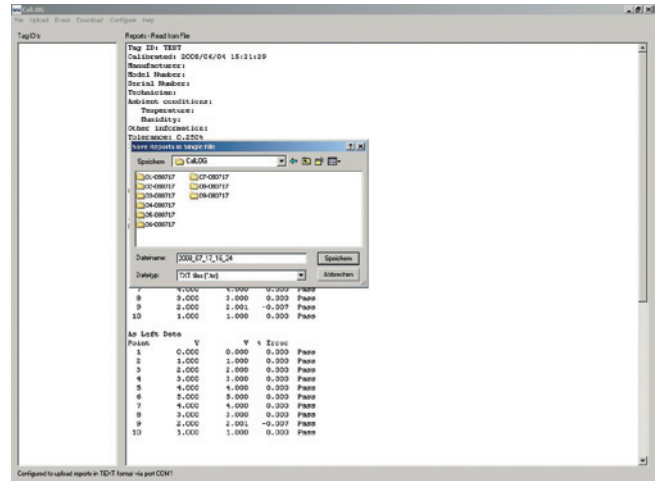 CalLOG
File Upload Erase Download Configure Help
Tag ID's
Reports - Read from File
Tag ID: TEST
Calibrated: 2008/06/04 15:21:39
Manufacturer:
Model Number:
Serial Number:
Technician:
Ambient conditions:
Temperature:
Humidity:
Other information:
Tolerance: 0.250%
Save Reports in Single File
Speichern CalLOG
01-080717 07-080717
02-080717 08-080717
03-080717 09-080717
04-080717
05-080717
06-080717
Dateiname: 2008_07_17_16_24 Speichern
Dateityp: TXT files (*.txt) Abbrechen
7 4.000 4.000 0.000 Pass
8 3.000 3.000 0.000 Pass
9 2.000 2.001 -0.007 Pass
10 1.000 1.000 0.000 Pass
As Left Data
Point V V % Error
1 0.000 0.000 0.000 Pass
2 1.000 1.000 0.000 Pass
3 2.000 2.000 0.000 Pass
4 3.000 3.000 0.000 Pass
5 4.000 4.000 0.000 Pass
6 5.000 5.000 0.000 Pass
7 4.000 4.000 0.000 Pass
8 3.000 3.000 0.000 Pass
9 2.000 2.001 -0.007 Pass
10 1.000 1.000 0.000 Pass
Configured to upload reports in TEXT format via port COM1